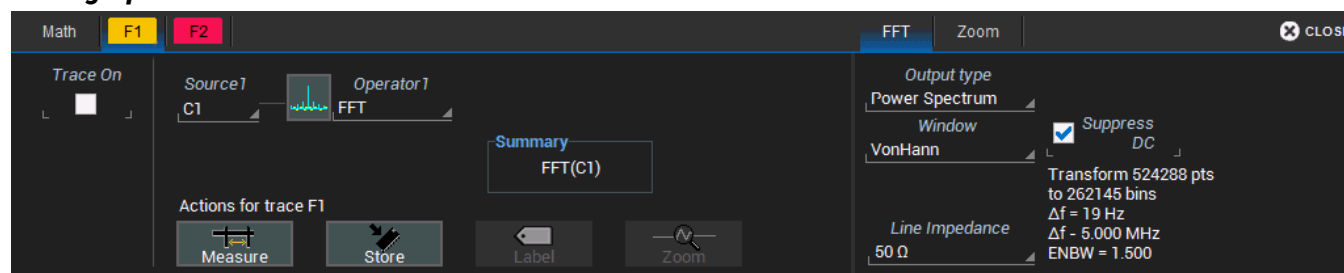 Math F1 F2 FFT Zoom CLOS
Trace On
Source1 Operator1
C1 FFT
Summary
FFT(C1)
Actions for trace F1
Measure Store Label Zoom
Output type
Power Spectrum
Window
VonHann
Suppress
DC
Transform 524288 pts
to 262145 bins
Δf = 19 Hz
Δf - 5.000 MHz
ENBW = 1.500
Line Impedance
50 Ω